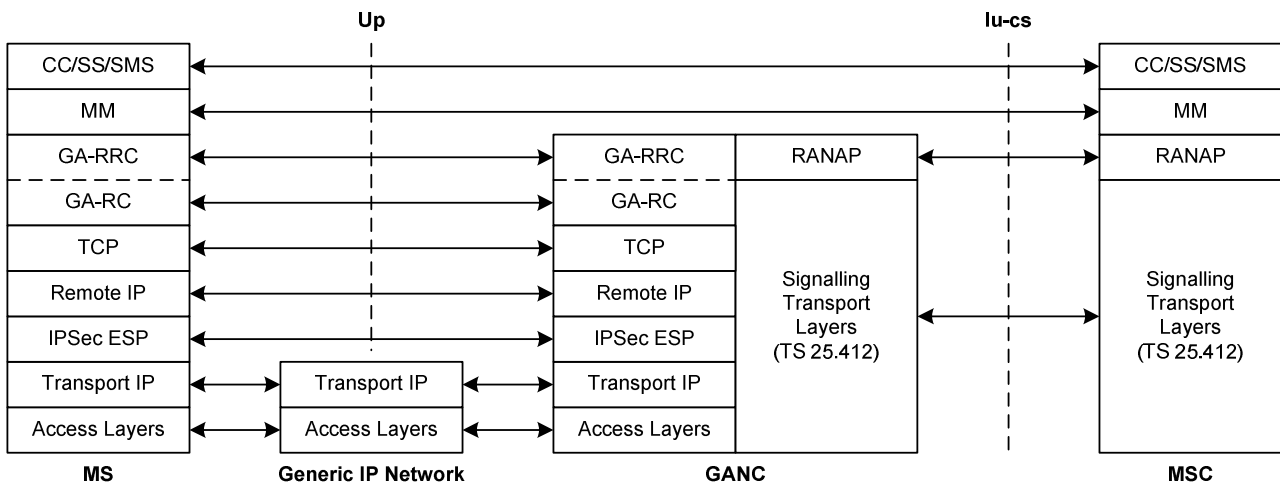 Up
Iu-cs
CC/SS/SMS
CC/SS/SMS
MM
MM
GA-RRC
GA-RRC
RANAP
RANAP
GA-RC
GA-RC
TCP
TCP
Remote IP
Remote IP
IPSec ESP
IPSec ESP
Signalling
Transport
Layers
(TS 25.412)
Signalling
Transport
Layers
(TS 25.412)
Transport IP
Transport IP
Transport IP
Access Layers
Access Layers
Access Layers
MS
Generic IP Network
GANC
MSC